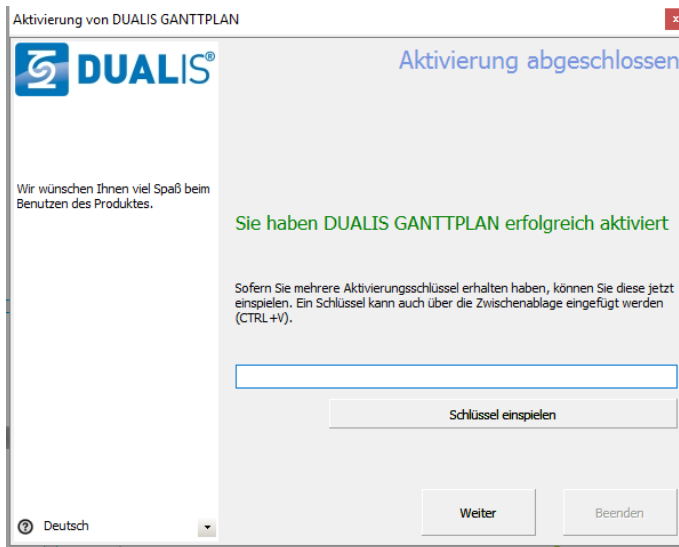 Aktivierung von DUALIS GANTTPLAN
x
DUALIS®
Aktivierung abgeschlossen
Wir wünschen Ihnen viel Spaß beim
Benutzen des Produktes.
Sie haben DUALIS GANTTPLAN erfolgreich aktiviert
Sofern Sie mehrere Aktivierungsschlüssel erhalten haben, können Sie diese jetzt
einspielen. Ein Schlüssel kann auch über die Zwischenablage eingefügt werden
(CTRL+V).
Schlüssel einspielen
Weiter
Beenden
? Deutsch